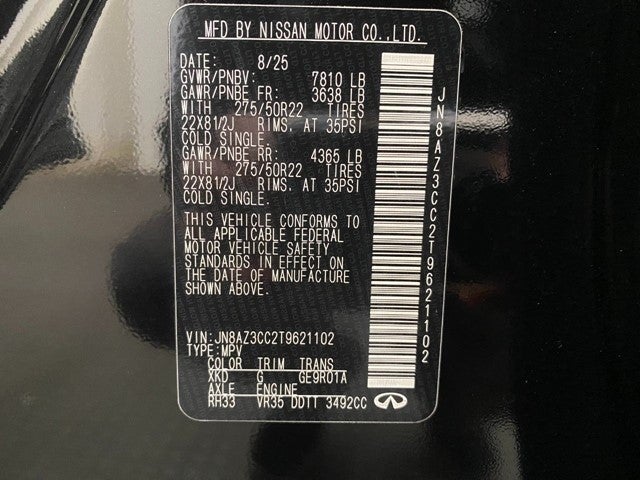 MFD BY NISSAN MOTOR CO.,LTD.
DATE: 8/25
GVWR/PNBV: 7810 LB
GAWR/PNBE FR: 3638 LB
WITH 275/50R22 TIRES
22X81/2J RIMS. AT 35PSI
COLD SINGLE.
GAWR/PNBE RR: 4365 LB
WITH 275/50R22 TIRES
22X81/2J RIMS. AT 35PSI
COLD SINGLE.
THIS VEHICLE CONFORMS TO
ALL APPLICABLE FEDERAL
MOTOR VEHICLE SAFETY
STANDARDS IN EFFECT ON
THE DATE OF MANUFACTURE
SHOWN ABOVE.
VIN:JN8AZ3CC2T9621102
TYPE:MPV
COLOR TRIM TRANS
XKD G GE9R01A
AXLE ENGINE
RH33 VR35 DDTT 3492CC
JN8AZ3CC2T9621102